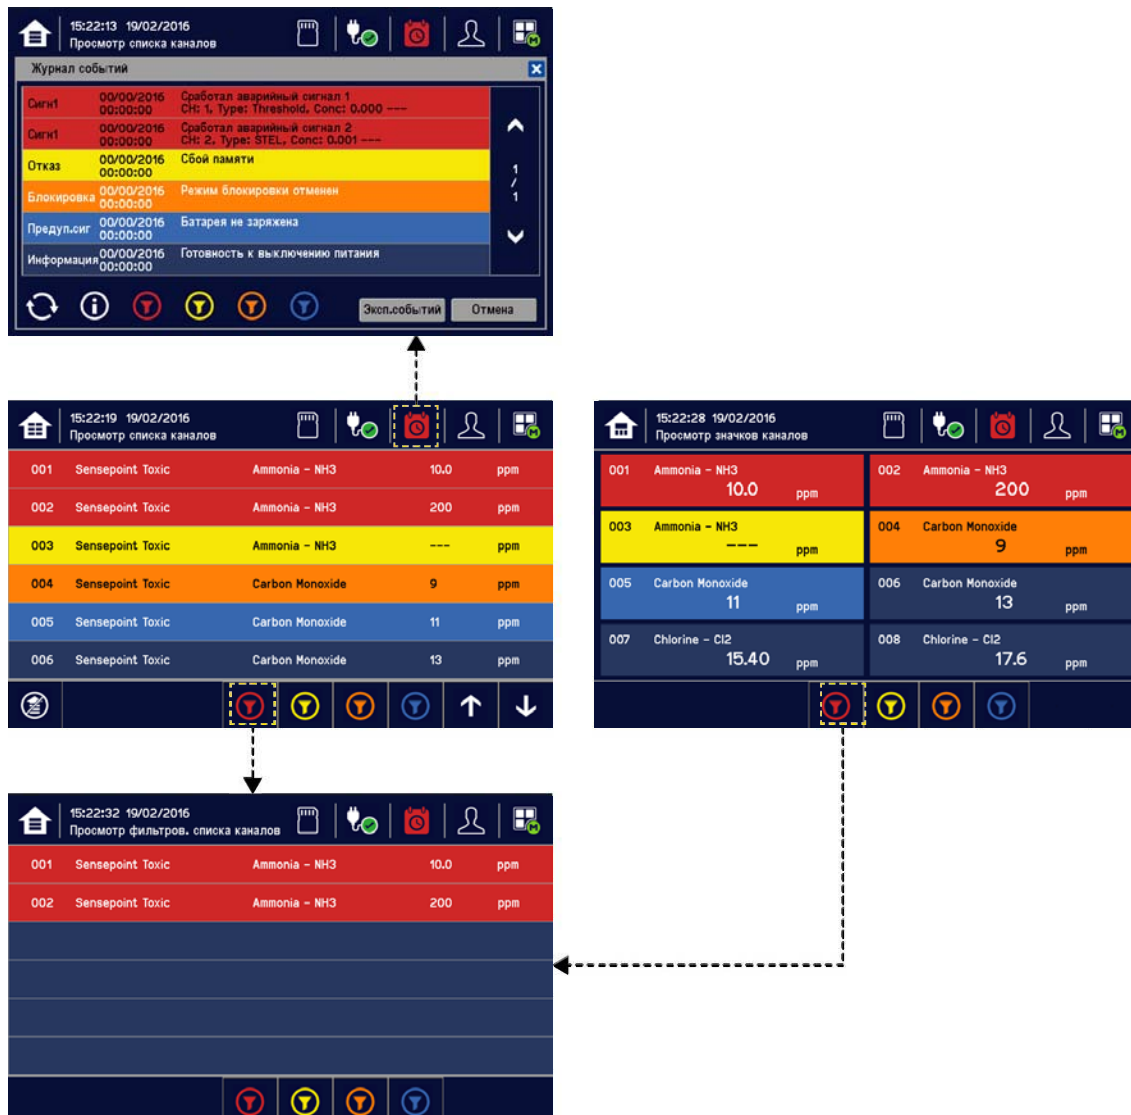 15:22:13 19/02/2016
Просмотр списка каналов
Журнал событий
Сигн1 00/00/2016 00:00:00 Сработал аварийный сигнал 1
CH: 1, Type: Threshold, Conc: 0.000 ---
Сигн1 00/00/2016 00:00:00 Сработал аварийный сигнал 2
CH: 2, Type: STEL, Conc: 0.001 ---
Отказ 00/00/2016 00:00:00 Сбой памяти
Блокировка 00/00/2016 00:00:00 Режим блокировки отменен
Предуп.сиг 00/00/2016 00:00:00 Батарея не заряжена
Информация 00/00/2016 00:00:00 Готовность к выключению питания
1
/
1
Эксп.событий Отмена
15:22:19 19/02/2016
Просмотр списка каналов
001 Sensepoint Toxic Ammonia - NH3 10.0 ppm
002 Sensepoint Toxic Ammonia - NH3 200 ppm
003 Sensepoint Toxic Ammonia - NH3 --- ppm
004 Sensepoint Toxic Carbon Monoxide 9 ppm
005 Sensepoint Toxic Carbon Monoxide 11 ppm
006 Sensepoint Toxic Carbon Monoxide 13 ppm
15:22:28 19/02/2016
Просмотр значков каналов
001 Ammonia - NH3
10.0 ppm
002 Ammonia - NH3
200 ppm
003 Ammonia - NH3
--- ppm
004 Carbon Monoxide
9 ppm
005 Carbon Monoxide
11 ppm
006 Carbon Monoxide
13 ppm
007 Chlorine - Cl2
15.40 ppm
008 Chlorine - Cl2
17.6 ppm
15:22:32 19/02/2016
Просмотр фильтров. списка каналов
001 Sensepoint Toxic Ammonia - NH3 10.0 ppm
002 Sensepoint Toxic Ammonia - NH3 200 ppm